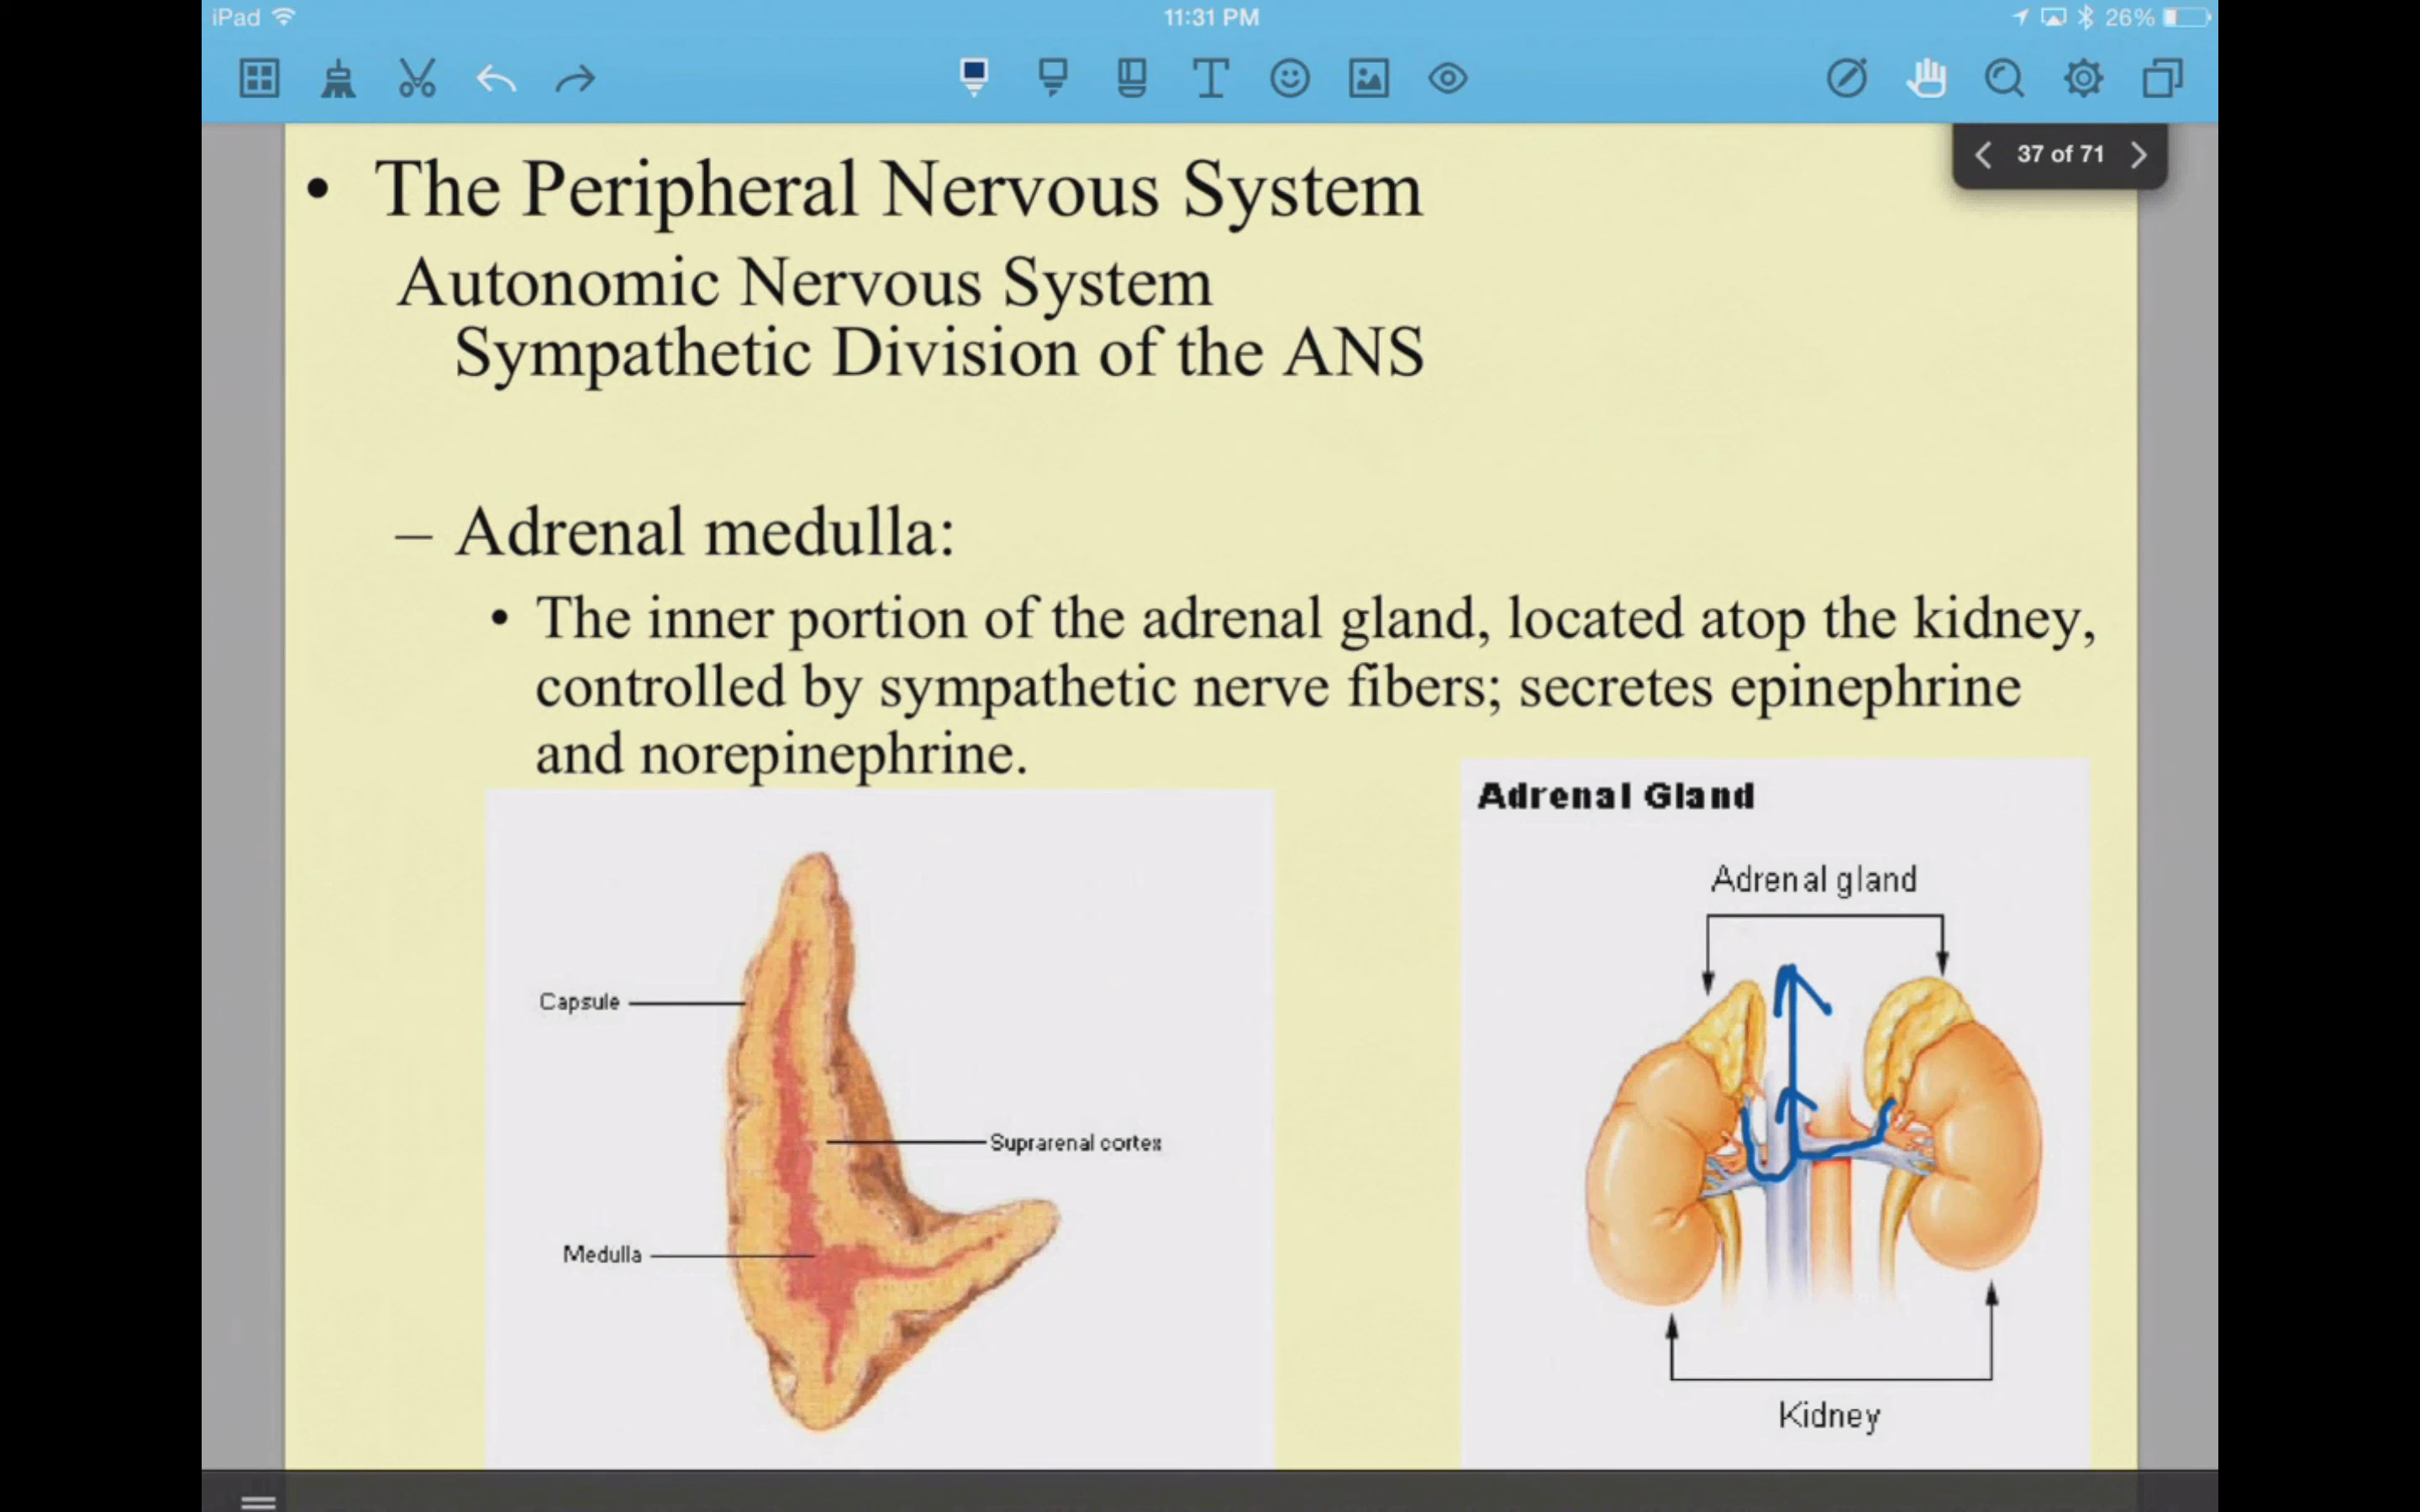 iPad
11:31 PM
26%
37 of 71
• The Peripheral Nervous System
Autonomic Nervous System
Sympathetic Division of the ANS
– Adrenal medulla:
• The inner portion of the adrenal gland, located atop the kidney,
controlled by sympathetic nerve fibers; secretes epinephrine
and norepinephrine.
Capsule
Suprarenal cortex
Medulla
Adrenal Gland
Adrenal gland
Kidney